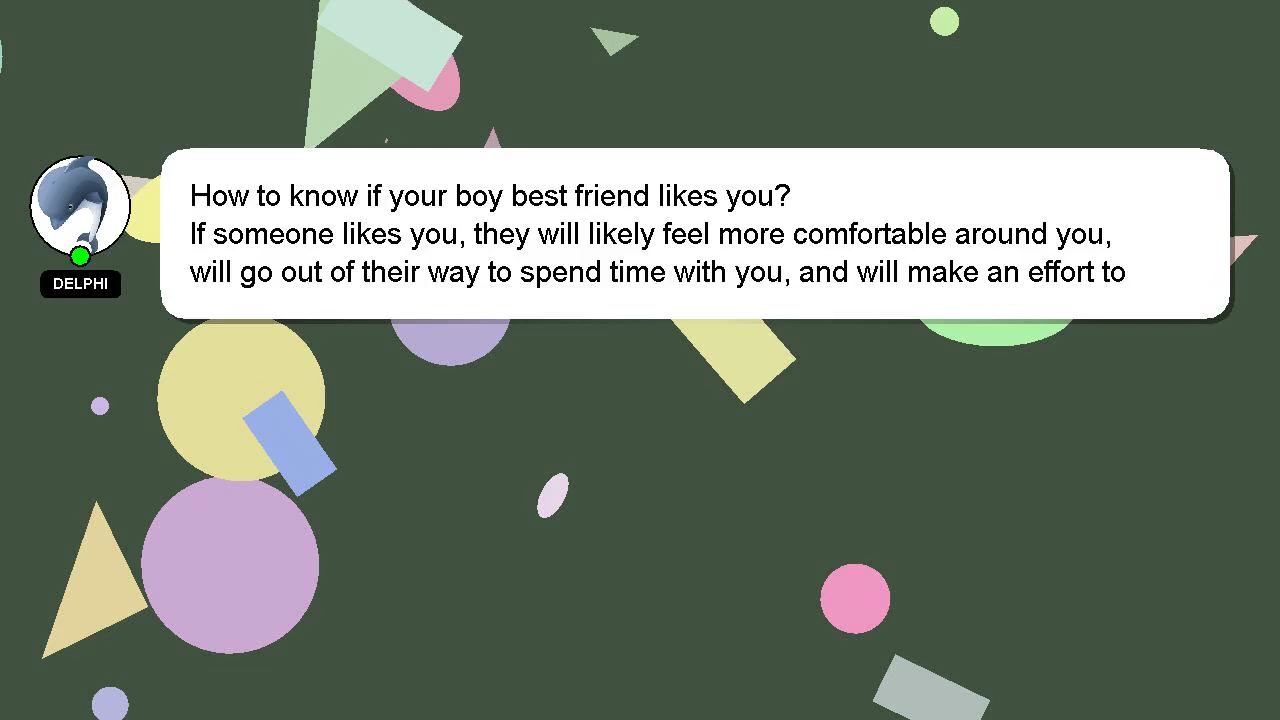 How to know if your boy best friend likes you?
If someone likes you, they will likely feel more comfortable around you,
will go out of their way to spend time with you, and will make an effort to
DELPHI